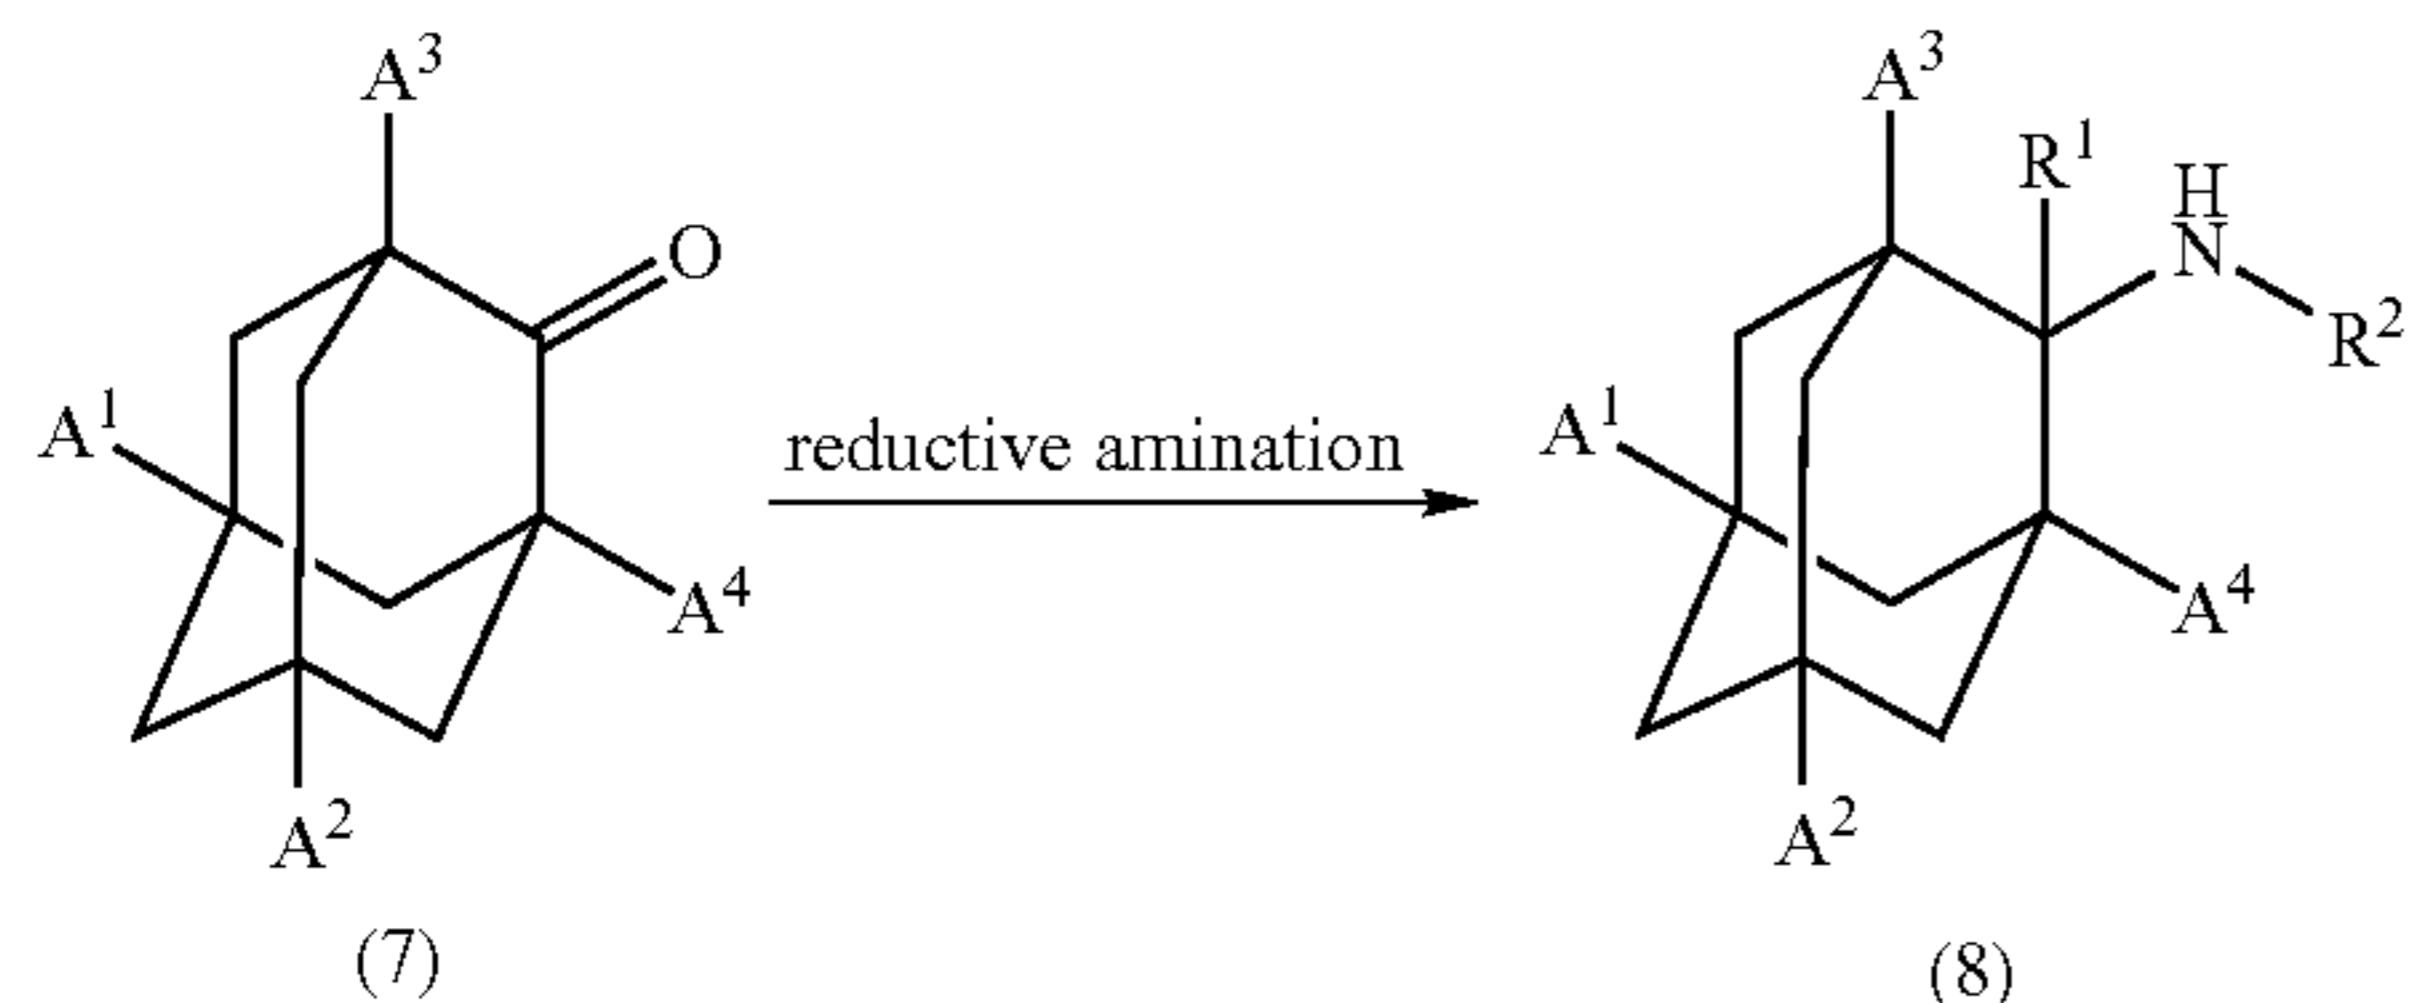 A³
O
A¹
A⁴
A²
(7)
reductive amination
A³
R¹
H
N
R²
A¹
A⁴
A²
(8)